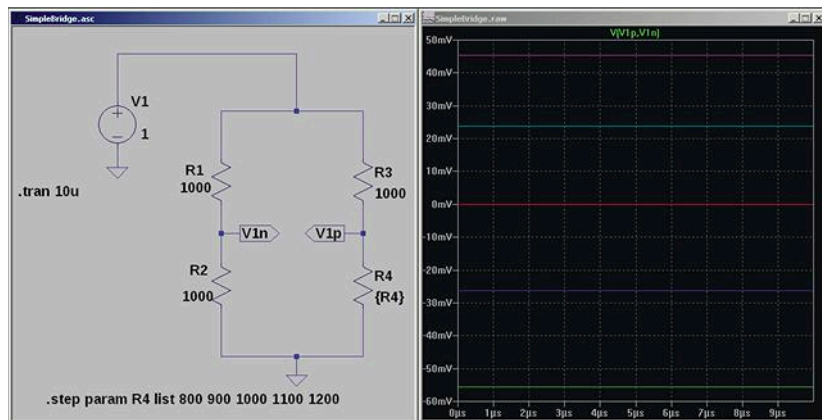 SimpleBridge.asc
V1
1
R1
1000
R3
1000
.tran 10u
V1n
V1p
R2
1000
R4
{R4}
.step param R4 list 800 900 1000 1100 1200
SimpleBridge.raw
V(V1p,V1n)
50mV
40mV
30mV
20mV
10mV
0mV
-10mV
-20mV
-30mV
-40mV
-50mV
-60mV
0µs 1µs 2µs 3µs 4µs 5µs 6µs 7µs 8µs 9µs